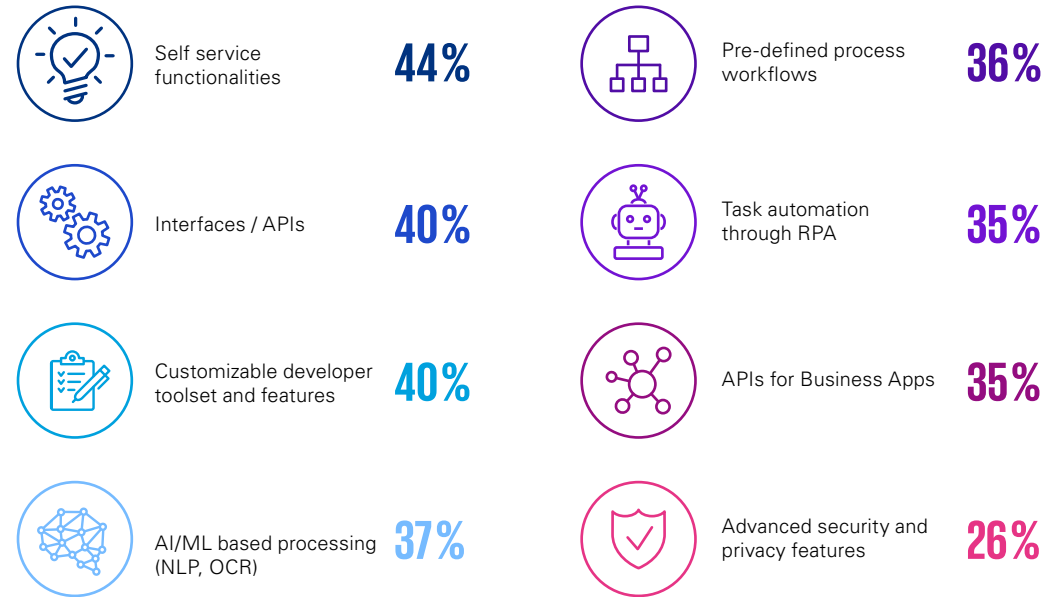 Self service
functionalities
44%
Interfaces / APIs
40%
Customizable developer
toolset and features
40%
AI/ML based processing
(NLP, OCR)
37%
Pre-defined process
workflows
36%
Task automation
through RPA
35%
APIs for Business Apps
35%
Advanced security and
privacy features
26%